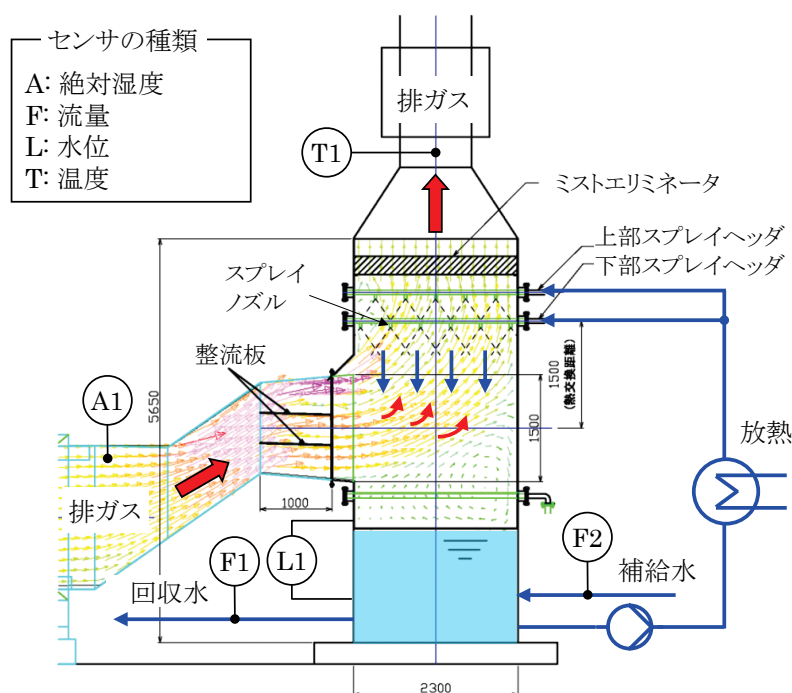 センサの種類
A: 絶対湿度
F: 流量
L: 水位
T: 温度
排ガス
T1
ミストエリミネータ
上部スプレイヘッダ
下部スプレイヘッダ
スプレイ
ノズル
整流板
A1
5650
1500
(熱交換距離)
1500
放熱
排ガス
1000
L1
F1
回収水
F2
補給水
2300